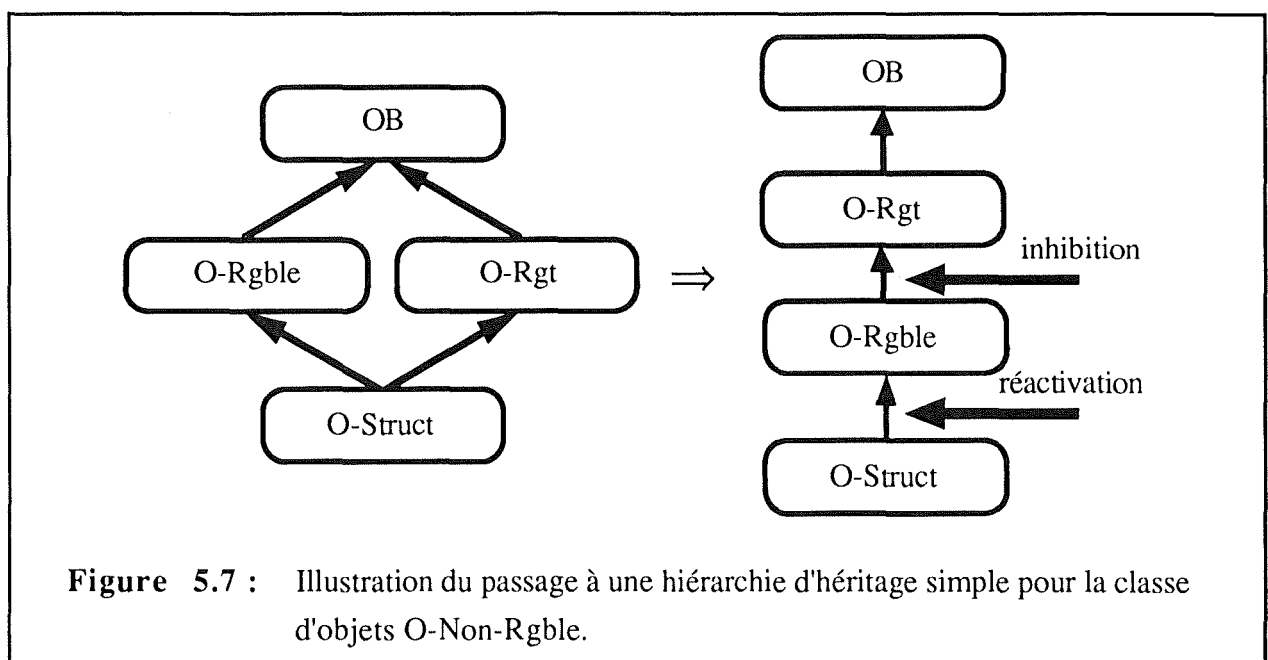 OB
O-Rgble
O-Rgt
O-Struct
⇒
OB
O-Rgt
inhibition
O-Rgble
réactivation
O-Struct
Figure 5.7 : Illustration du passage à une hiérarchie d'héritage simple pour la classe
d'objets O-Non-Rgble.